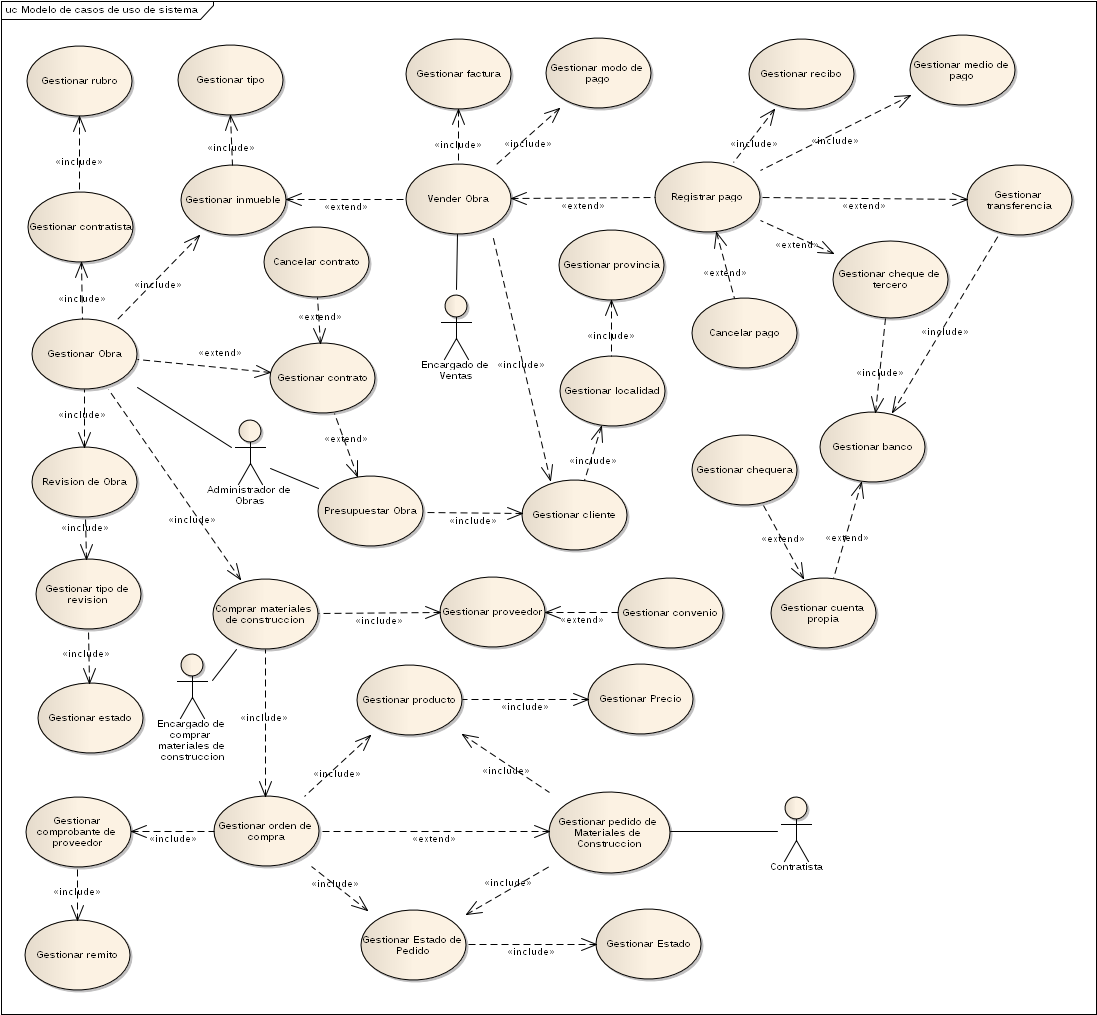 uc Modelo de casos de uso de sistema
Gestionar rubro
Gestionar tipo
Gestionar factura
Gestionar modo de
pago
Gestionar recibo
Gestionar medio de
pago
«include»
«include»
«include»
«include»
«include»
«include»
Gestionar contratista
Gestionar inmueble
«extend»
Vender Obra
«extend»
Registrar pago
«extend»
Gestionar
transferencia
Cancelar contrato
Gestionar provincia
«extend»
Gestionar cheque de
tercero
«include»
«include»
«extend»
«extend»
Cancelar pago
Encargado de
Ventas
«include»
«include»
Gestionar Obra
«extend»
Gestionar contrato
«include»
Gestionar localidad
«include»
«include»
«extend»
«include»
Gestionar banco
Administrador de
Obras
Revision de Obra
Presupuestar Obra
«include»
Gestionar cliente
Gestionar chequera
«include»
«include»
«extend»
«extend»
Gestionar tipo de
revision
Comprar materiales
de construccion
«include»
Gestionar proveedor
«extend»
Gestionar convenio
Gestionar cuenta
propia
«include»
Gestionar estado
Encargado de
comprar
materiales de
construccion
«include»
Gestionar producto
«include»
Gestionar Precio
«include»
«include»
Gestionar
comprobante de
proveedor
«include»
Gestionar orden de
compra
«extend»
Gestionar pedido de
Materiales de
Construccion
Contratista
«include»
«include»
«include»
Gestionar remito
Gestionar Estado de
Pedido
«include»
Gestionar Estado